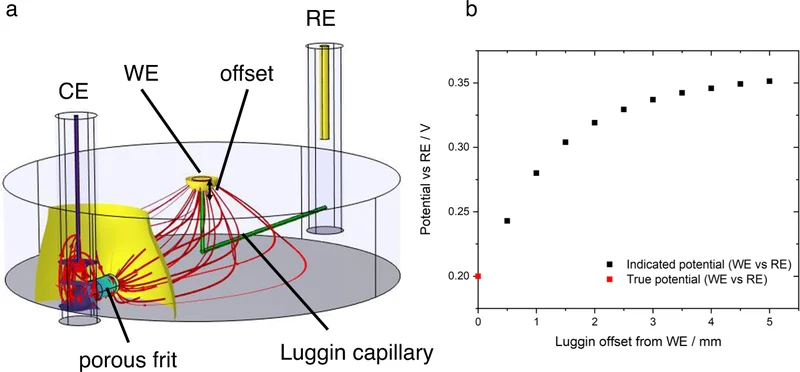 a
RE
WE
offset
CE
porous frit
Luggin capillary
b
Potential vs RE / V
0.35
0.30
0.25
0.20
Indicated potential (WE vs RE)
True potential (WE vs RE)
0 1 2 3 4 5
Luggin offset from WE / mm